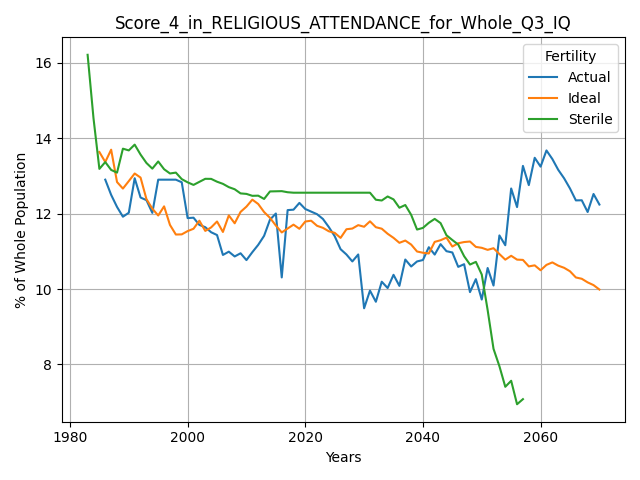 Score_4_in_RELIGIOUS_ATTENDANCE_for_Whole_Q3_IQ
Fertility
Actual
Ideal
Sterile
% of Whole Population
16
14
12
10
8
1980 2000 2020 2040 2060
Years